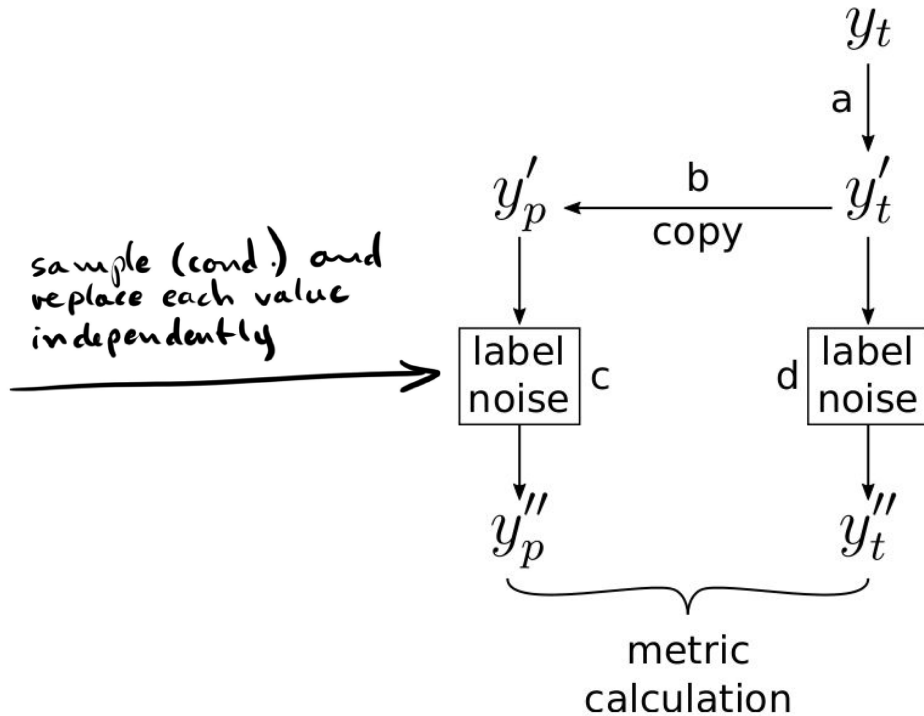 y_t
a
y'_p
b
copy
y'_t
sample (cond.) and
replace each value
independently
label
noise
c
d
label
noise
y''_p
y''_t
metric
calculation